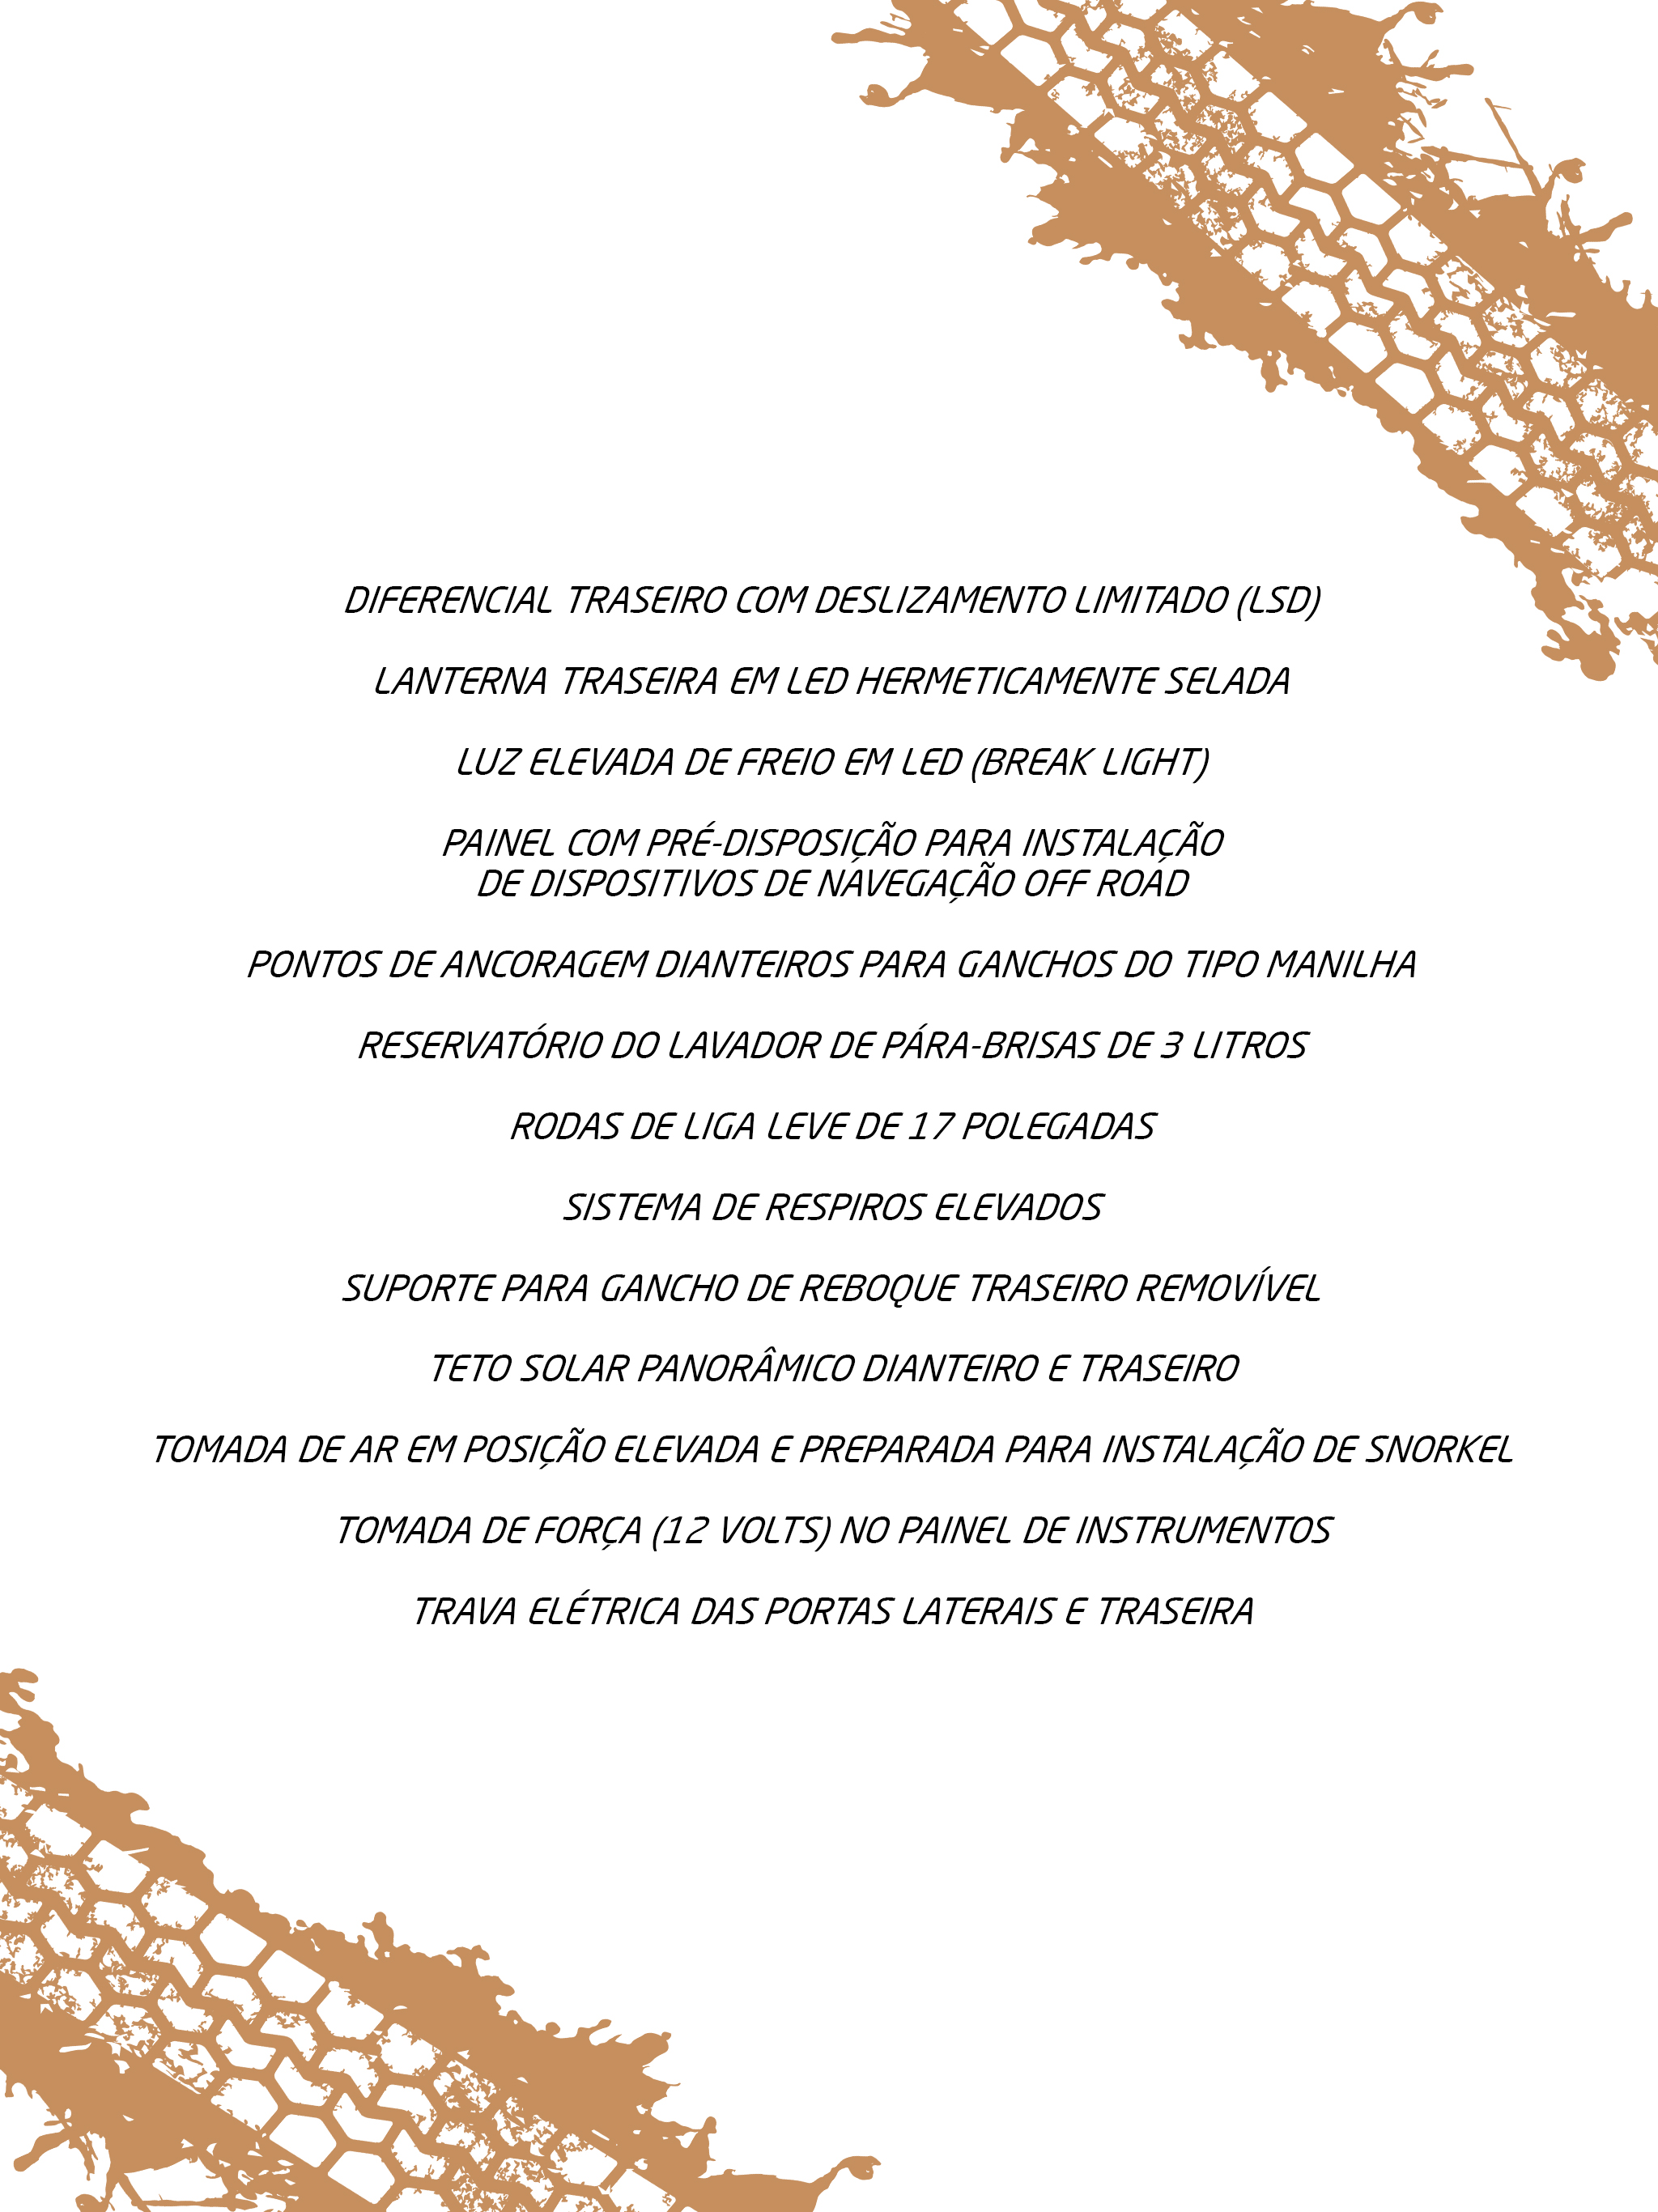 DIFERENCIAL TRASEIRO COM DESLIZAMENTO LIMITADO (LSD)
LANTERNA TRASEIRA EM LED HERMETICAMENTE SELADA
LUZ ELEVADA DE FREIO EM LED (BREAK LIGHT)
PAINEL COM PRÉ-DISPOSIÇÃO PARA INSTALAÇÃO
DE DISPOSITIVOS DE NAVEGAÇÃO OFF ROAD
PONTOS DE ANCORAGEM DIANTEIROS PARA GANCHOS DO TIPO MANILHA
RESERVATÓRIO DO LAVADOR DE PÁRA-BRISAS DE 3 LITROS
RODAS DE LIGA LEVE DE 17 POLEGADAS
SISTEMA DE RESPIROS ELEVADOS
SUPORTE PARA GANCHO DE REBOQUE TRASEIRO REMOVÍVEL
TETO SOLAR PANORÂMICO DIANTEIRO E TRASEIRO
TOMADA DE AR EM POSIÇÃO ELEVADA E PREPARADA PARA INSTALAÇÃO DE SNORKEL
TOMADA DE FORÇA (12 VOLTS) NO PAINEL DE INSTRUMENTOS
TRAVA ELÉTRICA DAS PORTAS LATERAIS E TRASEIRA